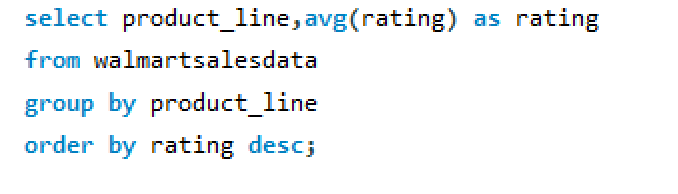 select product_line,avg(rating) as rating
from walmartsalesdata
group by product_line
order by rating desc;